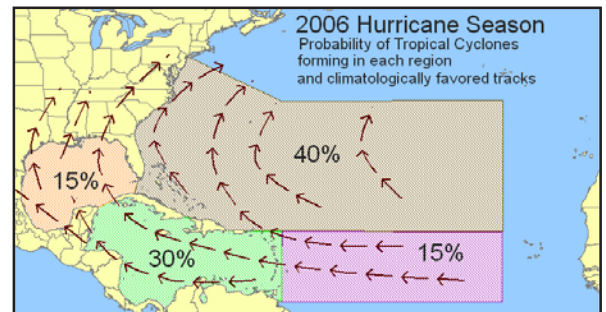 2006 Hurricane Season
Probability of Tropical Cyclones
forming in each region
and climatologically favored tracks
40%
15%
30%
15%